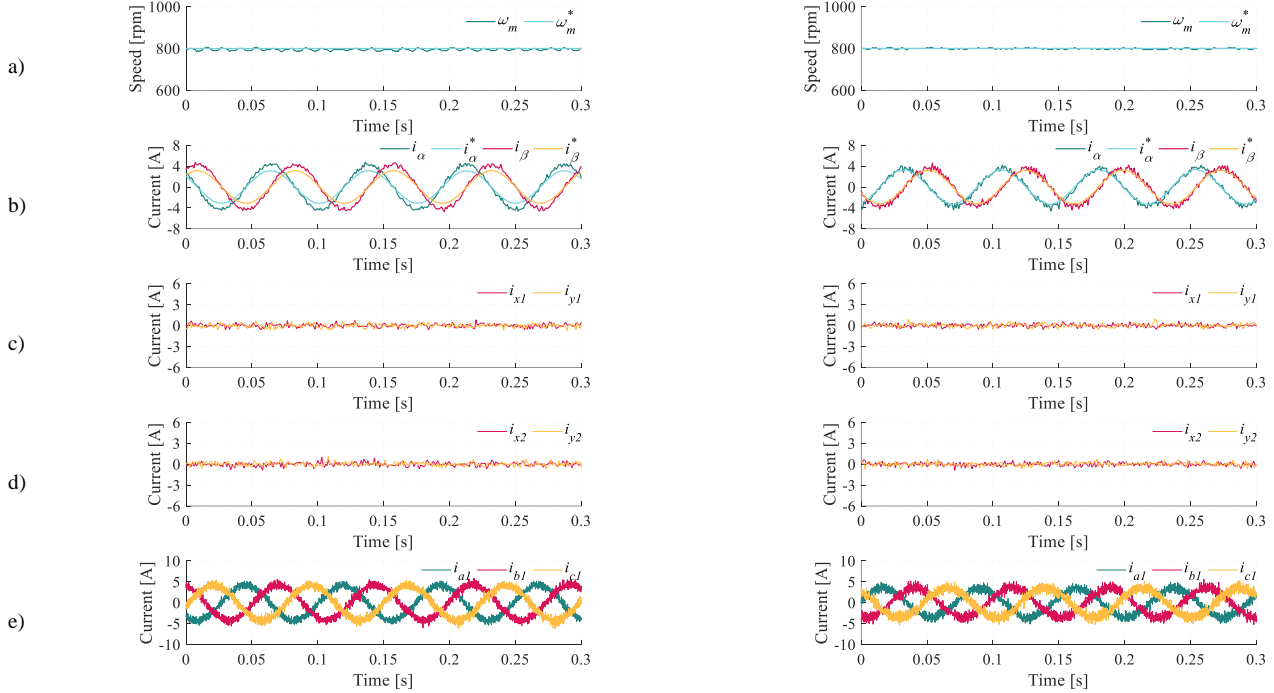 a)
Speed [rpm]
1000
800
600
ω_m ω_m^*
0 0.05 0.1 0.15 0.2 0.25 0.3
Time [s]
Speed [rpm]
1000
800
600
ω_m ω_m^*
0 0.05 0.1 0.15 0.2 0.25 0.3
Time [s]
b)
Current [A]
8
4
0
-4
-8
i_α i_α^* i_β i_β^*
0 0.05 0.1 0.15 0.2 0.25 0.3
Time [s]
Current [A]
8
4
0
-4
-8
i_α i_α^* i_β i_β^*
0 0.05 0.1 0.15 0.2 0.25 0.3
Time [s]
c)
Current [A]
6
3
0
-3
-6
i_x1 i_y1
0 0.05 0.1 0.15 0.2 0.25 0.3
Time [s]
Current [A]
6
3
0
-3
-6
i_x1 i_y1
0 0.05 0.1 0.15 0.2 0.25 0.3
Time [s]
d)
Current [A]
6
3
0
-3
-6
i_x2 i_y2
0 0.05 0.1 0.15 0.2 0.25 0.3
Time [s]
Current [A]
6
3
0
-3
-6
i_x2 i_y2
0 0.05 0.1 0.15 0.2 0.25 0.3
Time [s]
e)
Current [A]
10
5
0
-5
-10
i_a1 i_b1 i_c1
0 0.05 0.1 0.15 0.2 0.25 0.3
Time [s]
Current [A]
10
5
0
-5
-10
i_a1 i_b1 i_c1
0 0.05 0.1 0.15 0.2 0.25 0.3
Time [s]